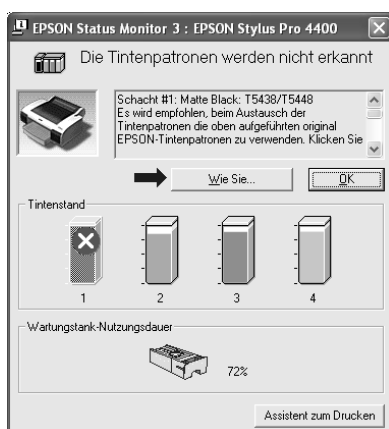 EPSON Status Monitor 3 : EPSON Stylus Pro 4400
Die Tintenpatronen werden nicht erkannt
Schacht #1: Matte Black: T5438/T5448
Es wird empfohlen, beim Austausch der
Tintenpatronen die oben aufgeführten original
EPSON-Tintenpatronen zu verwenden. Klicken Sie
Wie Sie...
OK
Tintenstand
1 2 3 4
Wartungstank-Nutzungsdauer
72%
Assistent zum Drucken